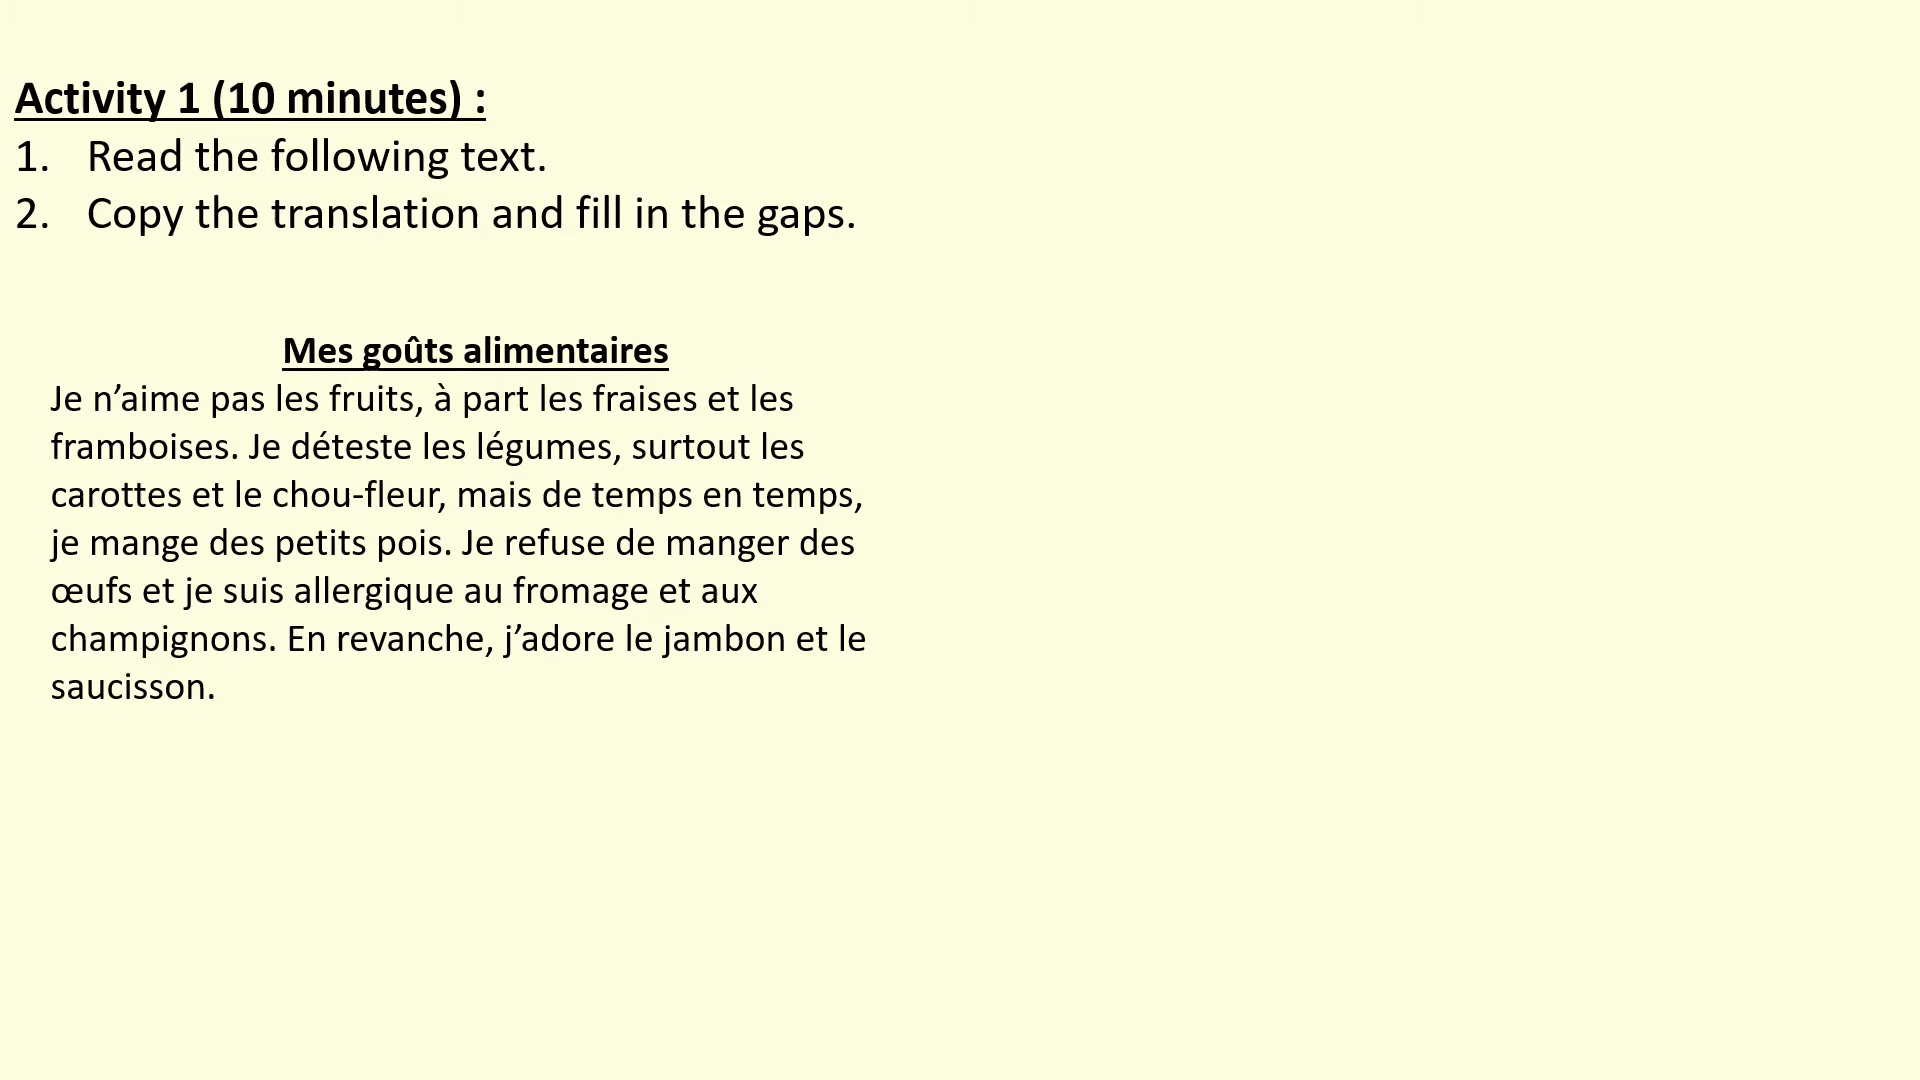 Activity 1 (10 minutes) :
1. Read the following text.
2. Copy the translation and fill in the gaps.
Mes goûts alimentaires
Je n’aime pas les fruits, à part les fraises et les
framboises. Je déteste les légumes, surtout les
carottes et le chou-fleur, mais de temps en temps,
je mange des petits pois. Je refuse de manger des
œufs et je suis allergique au fromage et aux
champignons. En revanche, j’adore le jambon et le
saucisson.